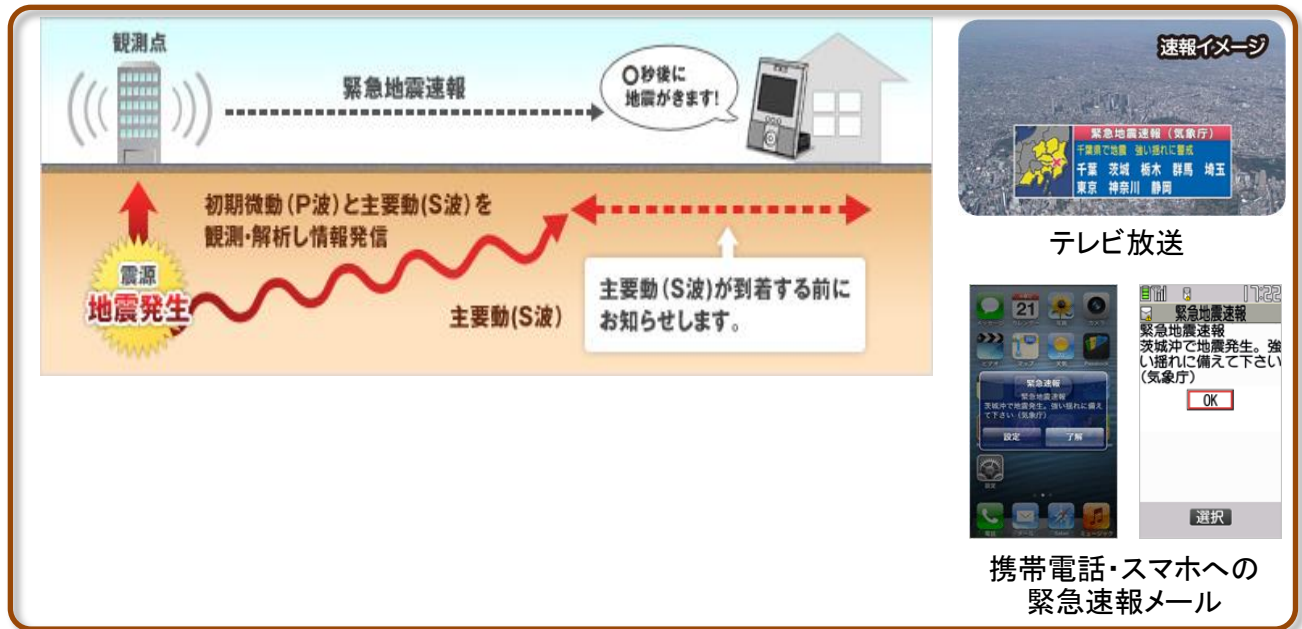 観測点
緊急地震速報
○秒後に
地震がきます!
初期微動(P波)と主要動(S波)を
観測・解析し情報発信
震源
地震発生
主要動(S波)
主要動(S波)が到着する前に
お知らせします。
速報イメージ
緊急地震速報(気象庁)
千葉県で地震 強い揺れに警戒
千葉 茨城 栃木 群馬 埼玉
東京 神奈川 静岡
テレビ放送
21
緊急速報
緊急地震速報
茨城沖で地震発生。強い揺れに備え
て下さい(気象庁)
設定
了解
設定
17:22
緊急地震速報
緊急地震速報
茨城沖で地震発生。強
い揺れに備えて下さい
(気象庁)
OK
選択
携帯電話・スマホへの
緊急速報メール